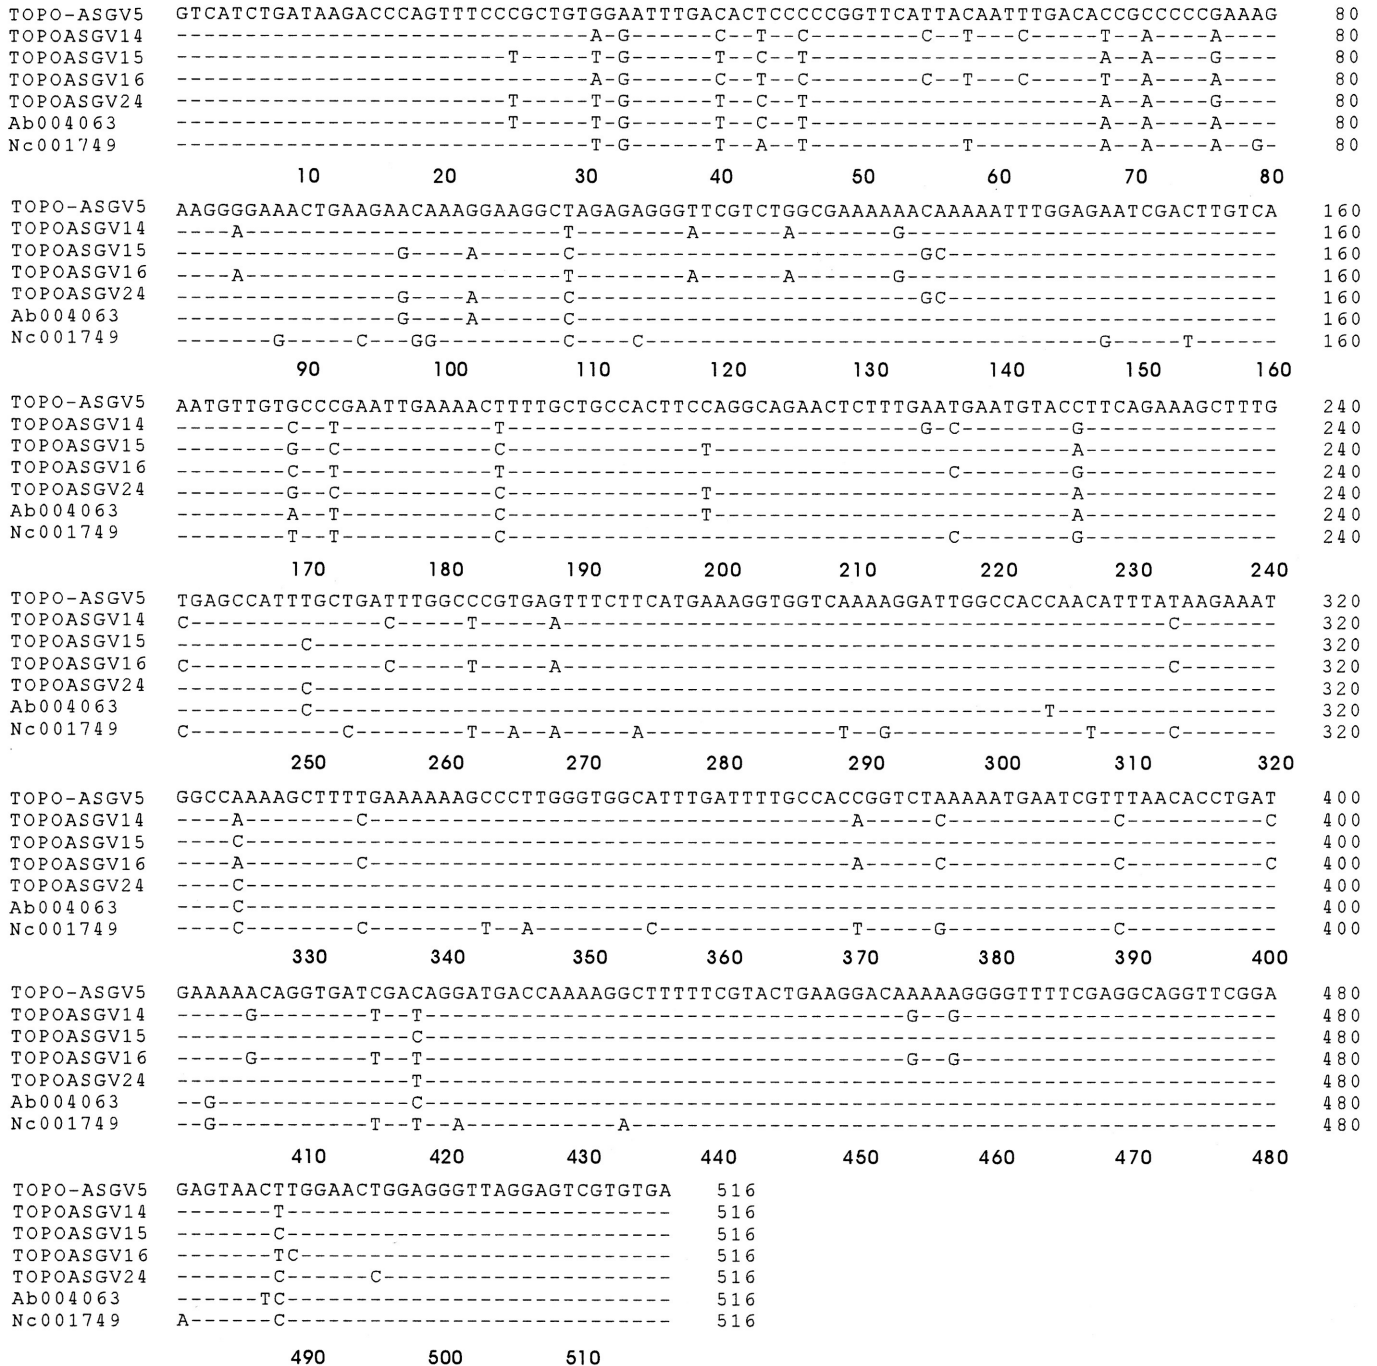 TOPO-ASGV5 GTCATCTGATAAGACCCAGTTTCCCGCTGTGGAATTTGACACTCCCCCGGTTCATTACAATTTGACACCGCCCCCGAAAG 80
TOPOASGV14 ------------------------------A-G------C--T--C--------C--T---C-----T--A----A---- 80
TOPOASGV15 ------------------------T-----T-G------T--C--T---------------------A--A----G---- 80
TOPOASGV16 ------------------------------A-G------C--T--C--------C--T---C-----T--A----A---- 80
TOPOASGV24 ------------------------T-----T-G------T--C--T---------------------A--A----G---- 80
Ab004063 ------------------------T-----T-G------T--C--T---------------------A--A----A---- 80
Nc001749 ------------------------------T-G------T--A--T-----------T---------A--A----A--G- 80
10 20 30 40 50 60 70 80
TOPO-ASGV5 AAGGGGAAACTGAAGAACAAAGGAAGGCTAGAGAGGGTTCGTCTGGCGAAAAAACAAAAATTTGGAGAATCGACTTGTCA 160
TOPOASGV14 ----A-----------------------T--------A------A-------G--------------------------- 160
TOPOASGV15 ----------------G----A------C-------------------------GC------------------------ 160
TOPOASGV16 ----A-----------------------T--------A------A-------G--------------------------- 160
TOPOASGV24 ----------------G----A------C-------------------------GC------------------------ 160
Ab004063 ----------------G----A------C--------------------------------------------------- 160
Nc001749 -------G-----C---GG---------C----C---------------------------------G-----T------ 160
90 100 110 120 130 140 150 160
TOPO-ASGV5 AATGTTGTGCCCGAATTGAAAACTTTTGCTGCCACTTCCAGGCAGAACTCTTTGAATGAATGTACCTTCAGAAAGCTTTG 240
TOPOASGV14 --------C--T-----------T------------------------------G-C--------G-------------- 240
TOPOASGV15 --------G--C-----------C--------------T--------------------------A-------------- 240
TOPOASGV16 --------C--T-----------T--------------------------------C--------G-------------- 240
TOPOASGV24 --------G--C-----------C--------------T--------------------------A-------------- 240
Ab004063 --------A--T-----------C--------------T--------------------------A-------------- 240
Nc001749 --------T--T-----------C--------------------------------C--------G-------------- 240
170 180 190 200 210 220 230 240
TOPO-ASGV5 TGAGCCATTTGCTGATTTGGCCCGTGAGTTTCTTCATGAAAGGTGGTCAAAAGGATTGGCCACCAACATTTATAAGAAAT 320
TOPOASGV14 C--------------C-----T-----A--------------------------------------------C------- 320
TOPOASGV15 ---------C---------------------------------------------------------------------- 320
TOPOASGV16 C--------------C-----T-----A--------------------------------------------C------- 320
TOPOASGV24 ---------C---------------------------------------------------------------------- 320
Ab004063 ---------C-----------------------------------------------------T---------------- 320
Nc001749 C-----------C--------T--A--A-----A--------------T--G--------------T-----C------- 320
250 260 270 280 290 300 310 320
TOPO-ASGV5 GGCCAAAAGCTTTTGAAAAAAGCCCTTGGGTGGCATTTGATTTTGCCACCGGTCTAAAAATGAATCGTTTAACACCTGAT 400
TOPOASGV14 ----A--------C-----------------------------------A-----C------------C----------C 400
TOPOASGV15 ----C--------------------------------------------------------------------------- 400
TOPOASGV16 ----A--------C-----------------------------------A-----C------------C----------C 400
TOPOASGV24 ----C--------------------------------------------------------------------------- 400
Ab004063 ----C--------------------------------------------------------------------------- 400
Nc001749 ----C--------C--------T--A--------C--------------T-----G------------C----------- 400
330 340 350 360 370 380 390 400
TOPO-ASGV5 GAAAAACAGGTGATCGACAGGATGACCAAAAGGCTTTTTCGTACTGAAGGACAAAAAGGGGTTTTCGAGGCAGGTTCGGA 480
TOPOASGV14 -----G--------T--T-----------------------------------G--G----------------------- 480
TOPOASGV15 -----------------C-------------------------------------------------------------- 480
TOPOASGV16 -----G--------T--T-----------------------------------G--G----------------------- 480
TOPOASGV24 -----------------T-------------------------------------------------------------- 480
Ab004063 --G--------------C-------------------------------------------------------------- 480
Nc001749 --G-----------T--T--A-----------A----------------------------------------------- 480
410 420 430 440 450 460 470 480
TOPO-ASGV5 GAGTAACTTGGAACTGGAGGGTTAGGAGTCGTGTGA 516
TOPOASGV14 -------T---------------------------- 516
TOPOASGV15 -------C---------------------------- 516
TOPOASGV16 -------TC--------------------------- 516
TOPOASGV24 -------C------C--------------------- 516
Ab004063 ------TC---------------------------- 516
Nc001749 A------C---------------------------- 516
490 500 510